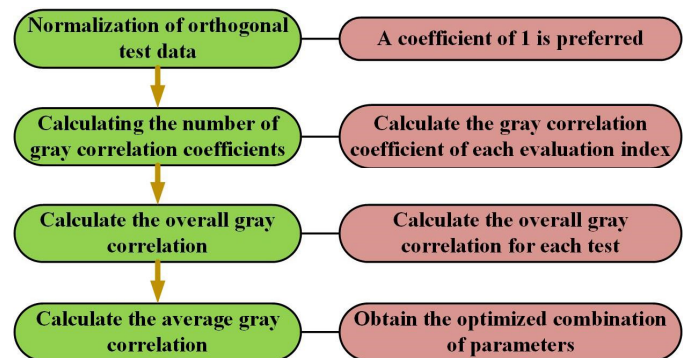 Normalization of orthogonal
test data
A coefficient of 1 is preferred
Calculating the number of
gray correlation coefficients
Calculate the gray correlation
coefficient of each evaluation index
Calculate the overall gray
correlation
Calculate the overall gray
correlation for each test
Calculate the average gray
correlation
Obtain the optimized combination
of parameters